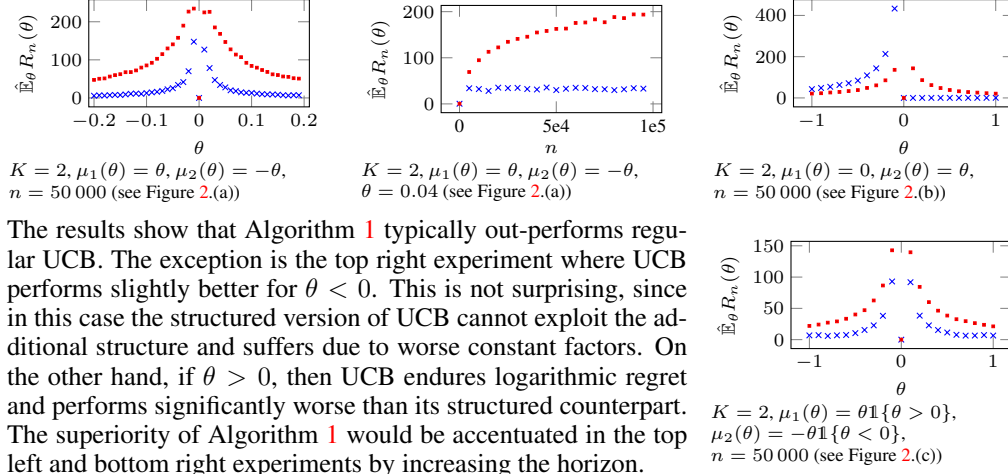 200
100
0
Ê_θ R_n(θ)
−0.2 −0.1 0 0.1 0.2
θ
K = 2, μ₁(θ) = θ, μ₂(θ) = −θ,
n = 50 000 (see Figure 2.(a))
200
100
0
Ê_θ R_n(θ)
0 5e4 1e5
n
K = 2, μ₁(θ) = θ, μ₂(θ) = −θ,
θ = 0.04 (see Figure 2.(a))
400
200
0
Ê_θ R_n(θ)
−1 0 1
θ
K = 2, μ₁(θ) = 0, μ₂(θ) = θ,
n = 50 000 (see Figure 2.(b))
The results show that Algorithm 1 typically out-performs regu-
lar UCB. The exception is the top right experiment where UCB
performs slightly better for θ < 0. This is not surprising, since
in this case the structured version of UCB cannot exploit the ad-
ditional structure and suffers due to worse constant factors. On
the other hand, if θ > 0, then UCB endures logarithmic regret
and performs significantly worse than its structured counterpart.
The superiority of Algorithm 1 would be accentuated in the top
left and bottom right experiments by increasing the horizon.
150
100
50
0
Ê_θ R_n(θ)
−1 0 1
θ
K = 2, μ₁(θ) = θ𝟙{θ > 0},
μ₂(θ) = −θ𝟙{θ < 0},
n = 50 000 (see Figure 2.(c))